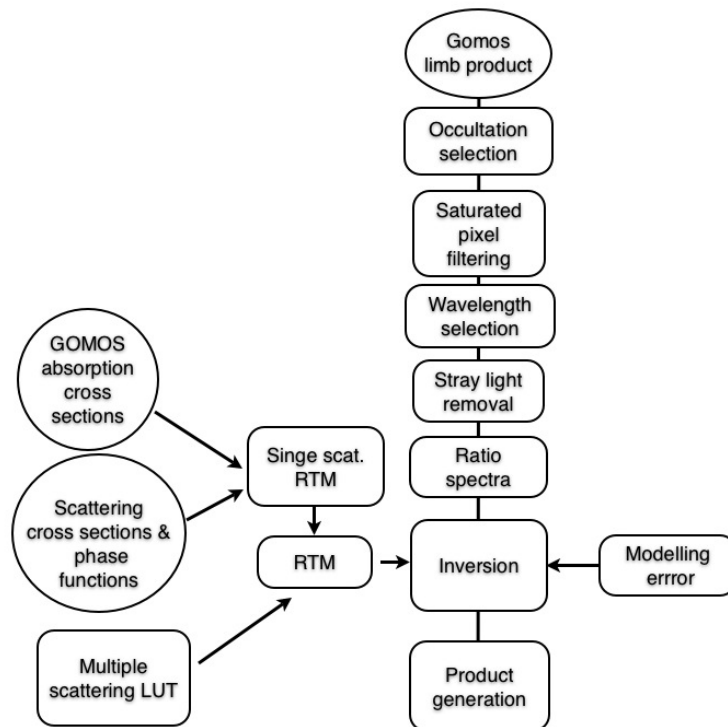 Gomos
limb product
Occultation
selection
Saturated
pixel
filtering
Wavelength
selection
GOMOS
absorption
cross
sections
Stray light
removal
Singe scat.
RTM
Ratio
spectra
Scattering
cross sections &
phase
functions
RTM
Inversion
Modelling
errror
Multiple
scattering LUT
Product
generation